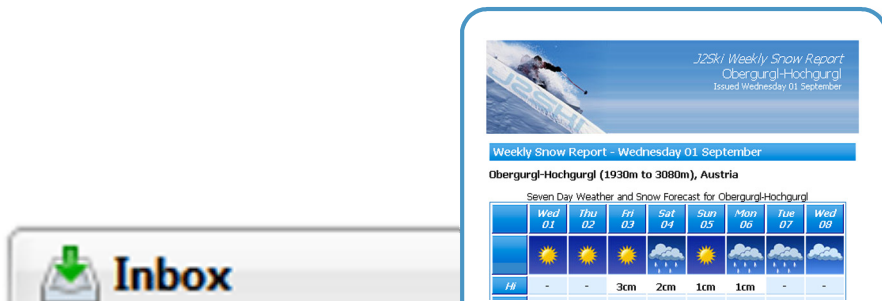 J2Ski Weekly Snow Report
Obergurgl-Hochgurgl
Issued Wednesday 01 September
J2SKI
Weekly Snow Report - Wednesday 01 September
Obergurgl-Hochgurgl (1930m to 3080m), Austria
Seven Day Weather and Snow Forecast for Obergurgl-Hochgurgl
Wed Thu Fri Sat Sun Mon Tue Wed
01 02 03 04 05 06 07 08
Hi - - 3cm 2cm 1cm 1cm - -
Inbox